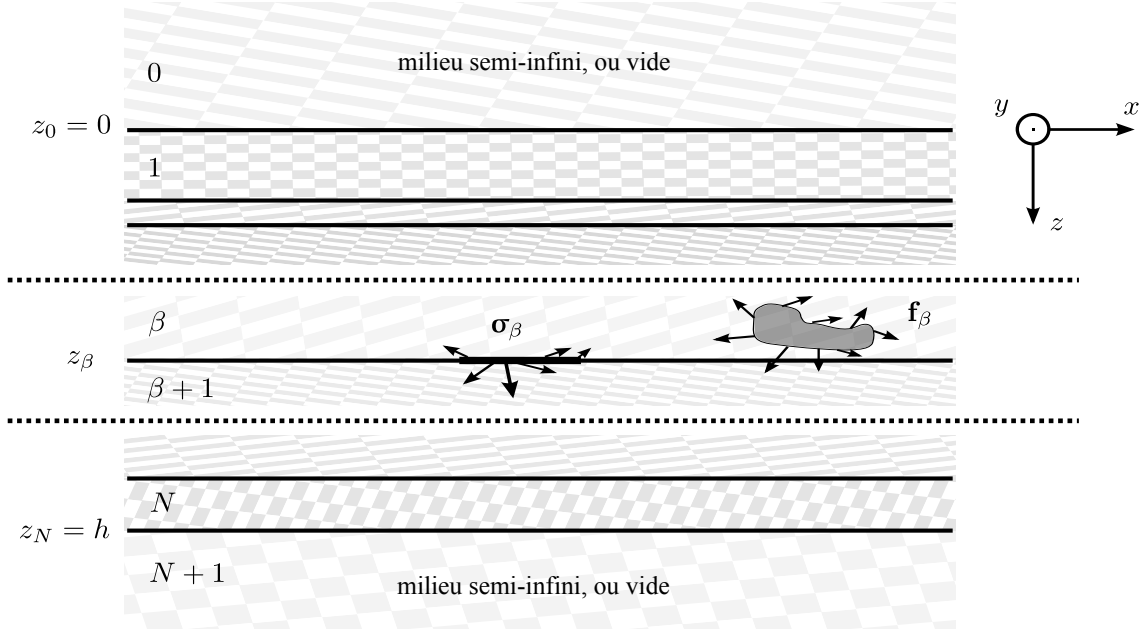 milieu semi-infini, ou vide
0
z₀ = 0
1
y
x
z
β
σ_β
f_β
z_β
β + 1
N
z_N = h
N + 1
milieu semi-infini, ou vide